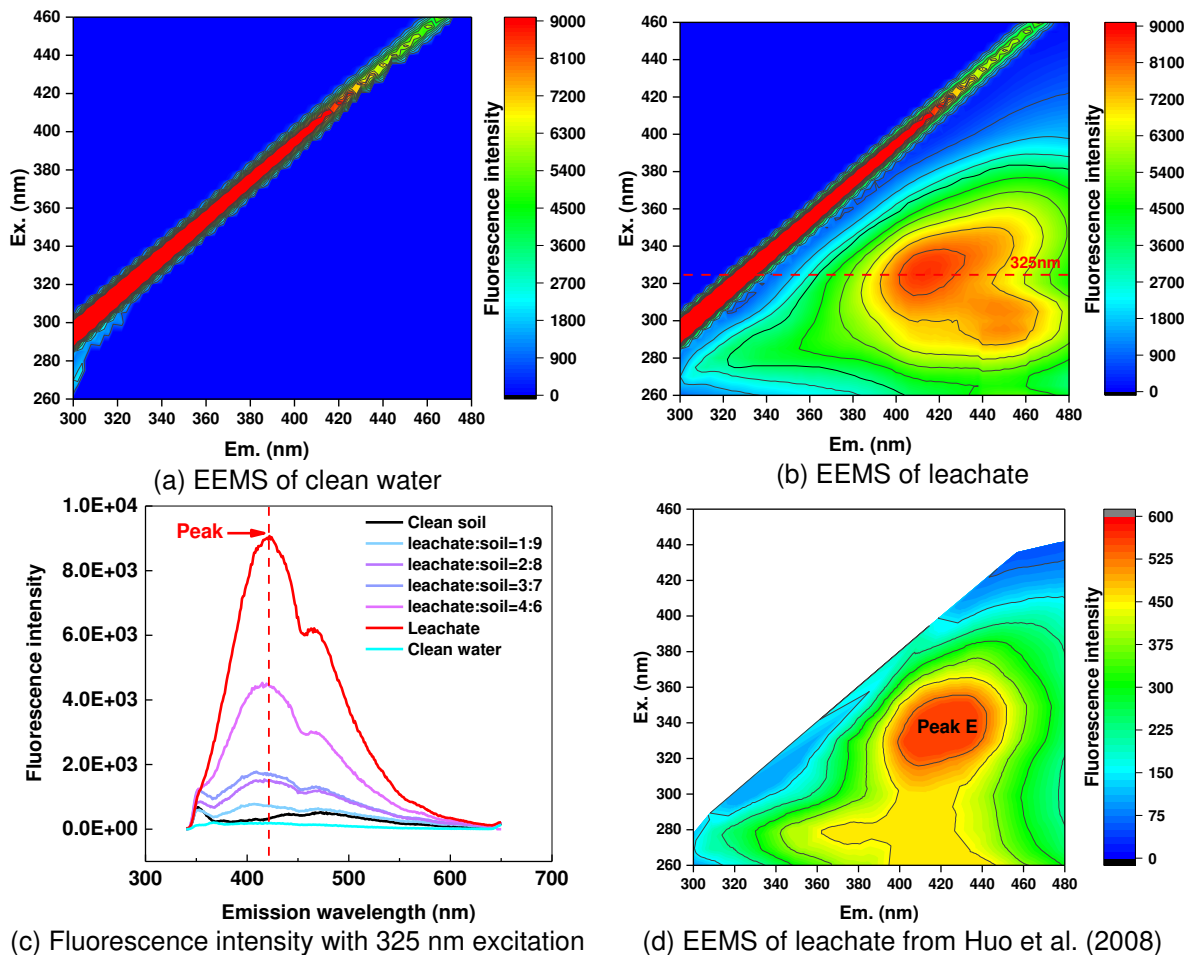 460
440
420
400
380
360
340
320
300
280
260
300 320 340 360 380 400 420 440 460 480
Ex. (nm)
Em. (nm)
9000
8100
7200
6300
5400
4500
3600
2700
1800
900
0
Fluorescence intensity
(a) EEMS of clean water
460
440
420
400
380
360
340
320
300
280
260
300 320 340 360 380 400 420 440 460 480
Ex. (nm)
Em. (nm)
325nm
9000
8100
7200
6300
5400
4500
3600
2700
1800
900
0
Fluorescence intensity
(b) EEMS of leachate
1.0E+04
8.0E+03
6.0E+03
4.0E+03
2.0E+03
0.0E+00
300 400 500 600 700
Fluorescence intensity
Emission wavelength (nm)
Peak
Clean soil
leachate:soil=1:9
leachate:soil=2:8
leachate:soil=3:7
leachate:soil=4:6
Leachate
Clean water
(c) Fluorescence intensity with 325 nm excitation
460
440
420
400
380
360
340
320
300
280
260
300 320 340 360 380 400 420 440 460 480
Ex. (nm)
Em. (nm)
Peak E
600
525
450
375
300
225
150
75
0
Fluorescence intensity
(d) EEMS of leachate from Huo et al. (2008)